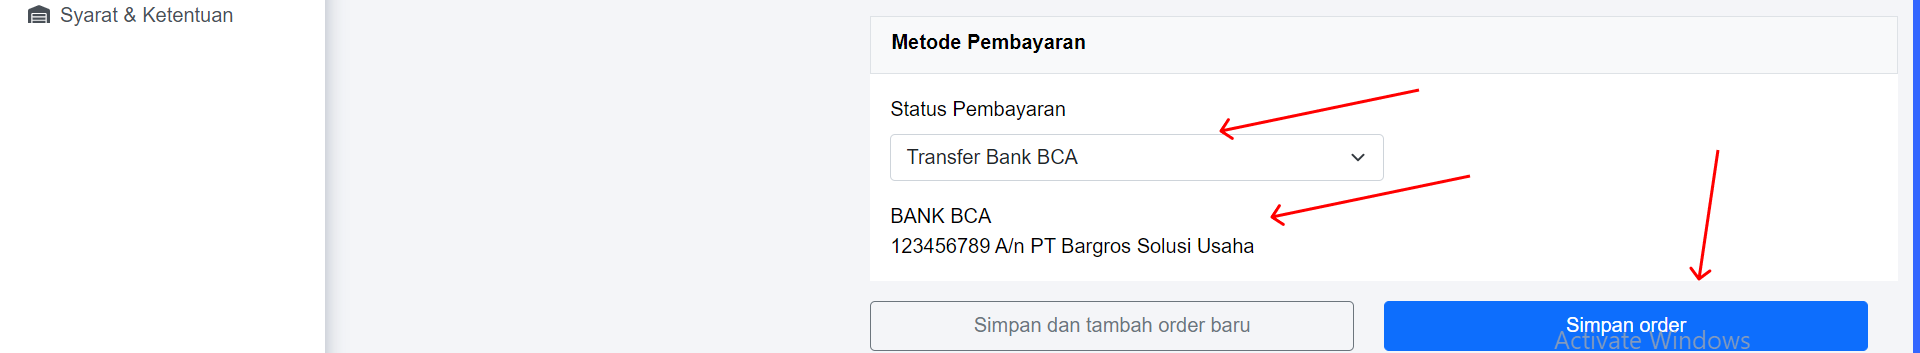 Syarat & Ketentuan
Metode Pembayaran
Status Pembayaran
Transfer Bank BCA
BANK BCA
123456789 A/n PT Bargros Solusi Usaha
Simpan dan tambah order baru
Simpan order
Activate Windows